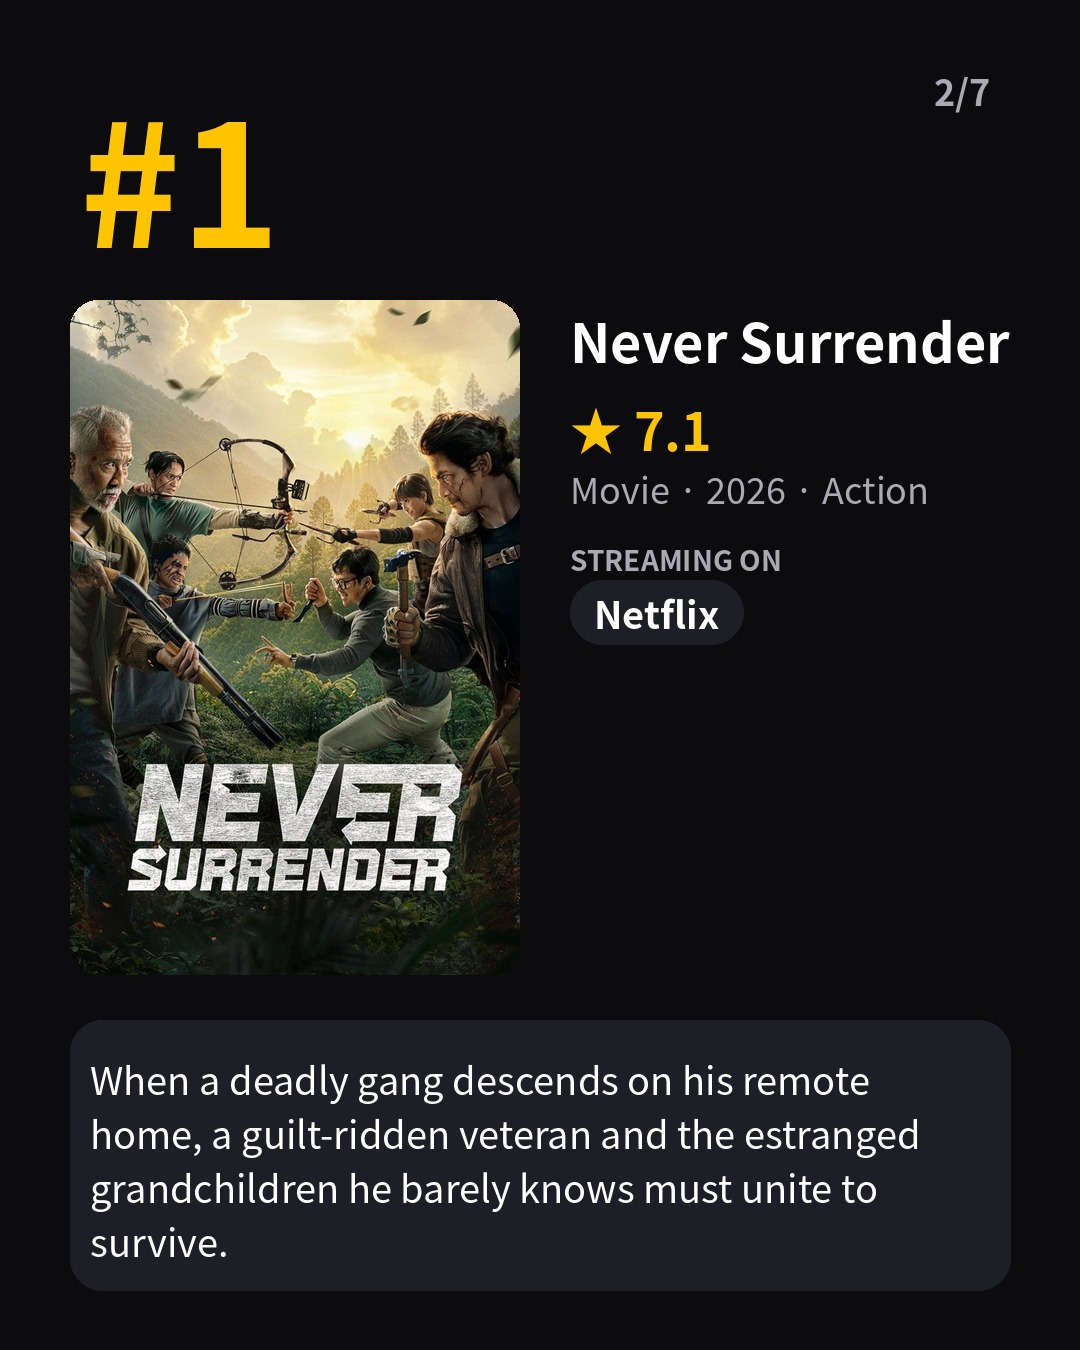 2/7
#1
Never Surrender
★ 7.1
Movie · 2026 · Action
STREAMING ON
Netflix
NEVER
SURRENDER
When a deadly gang descends on his remote
home, a guilt-ridden veteran and the estranged
grandchildren he barely knows must unite to
survive.